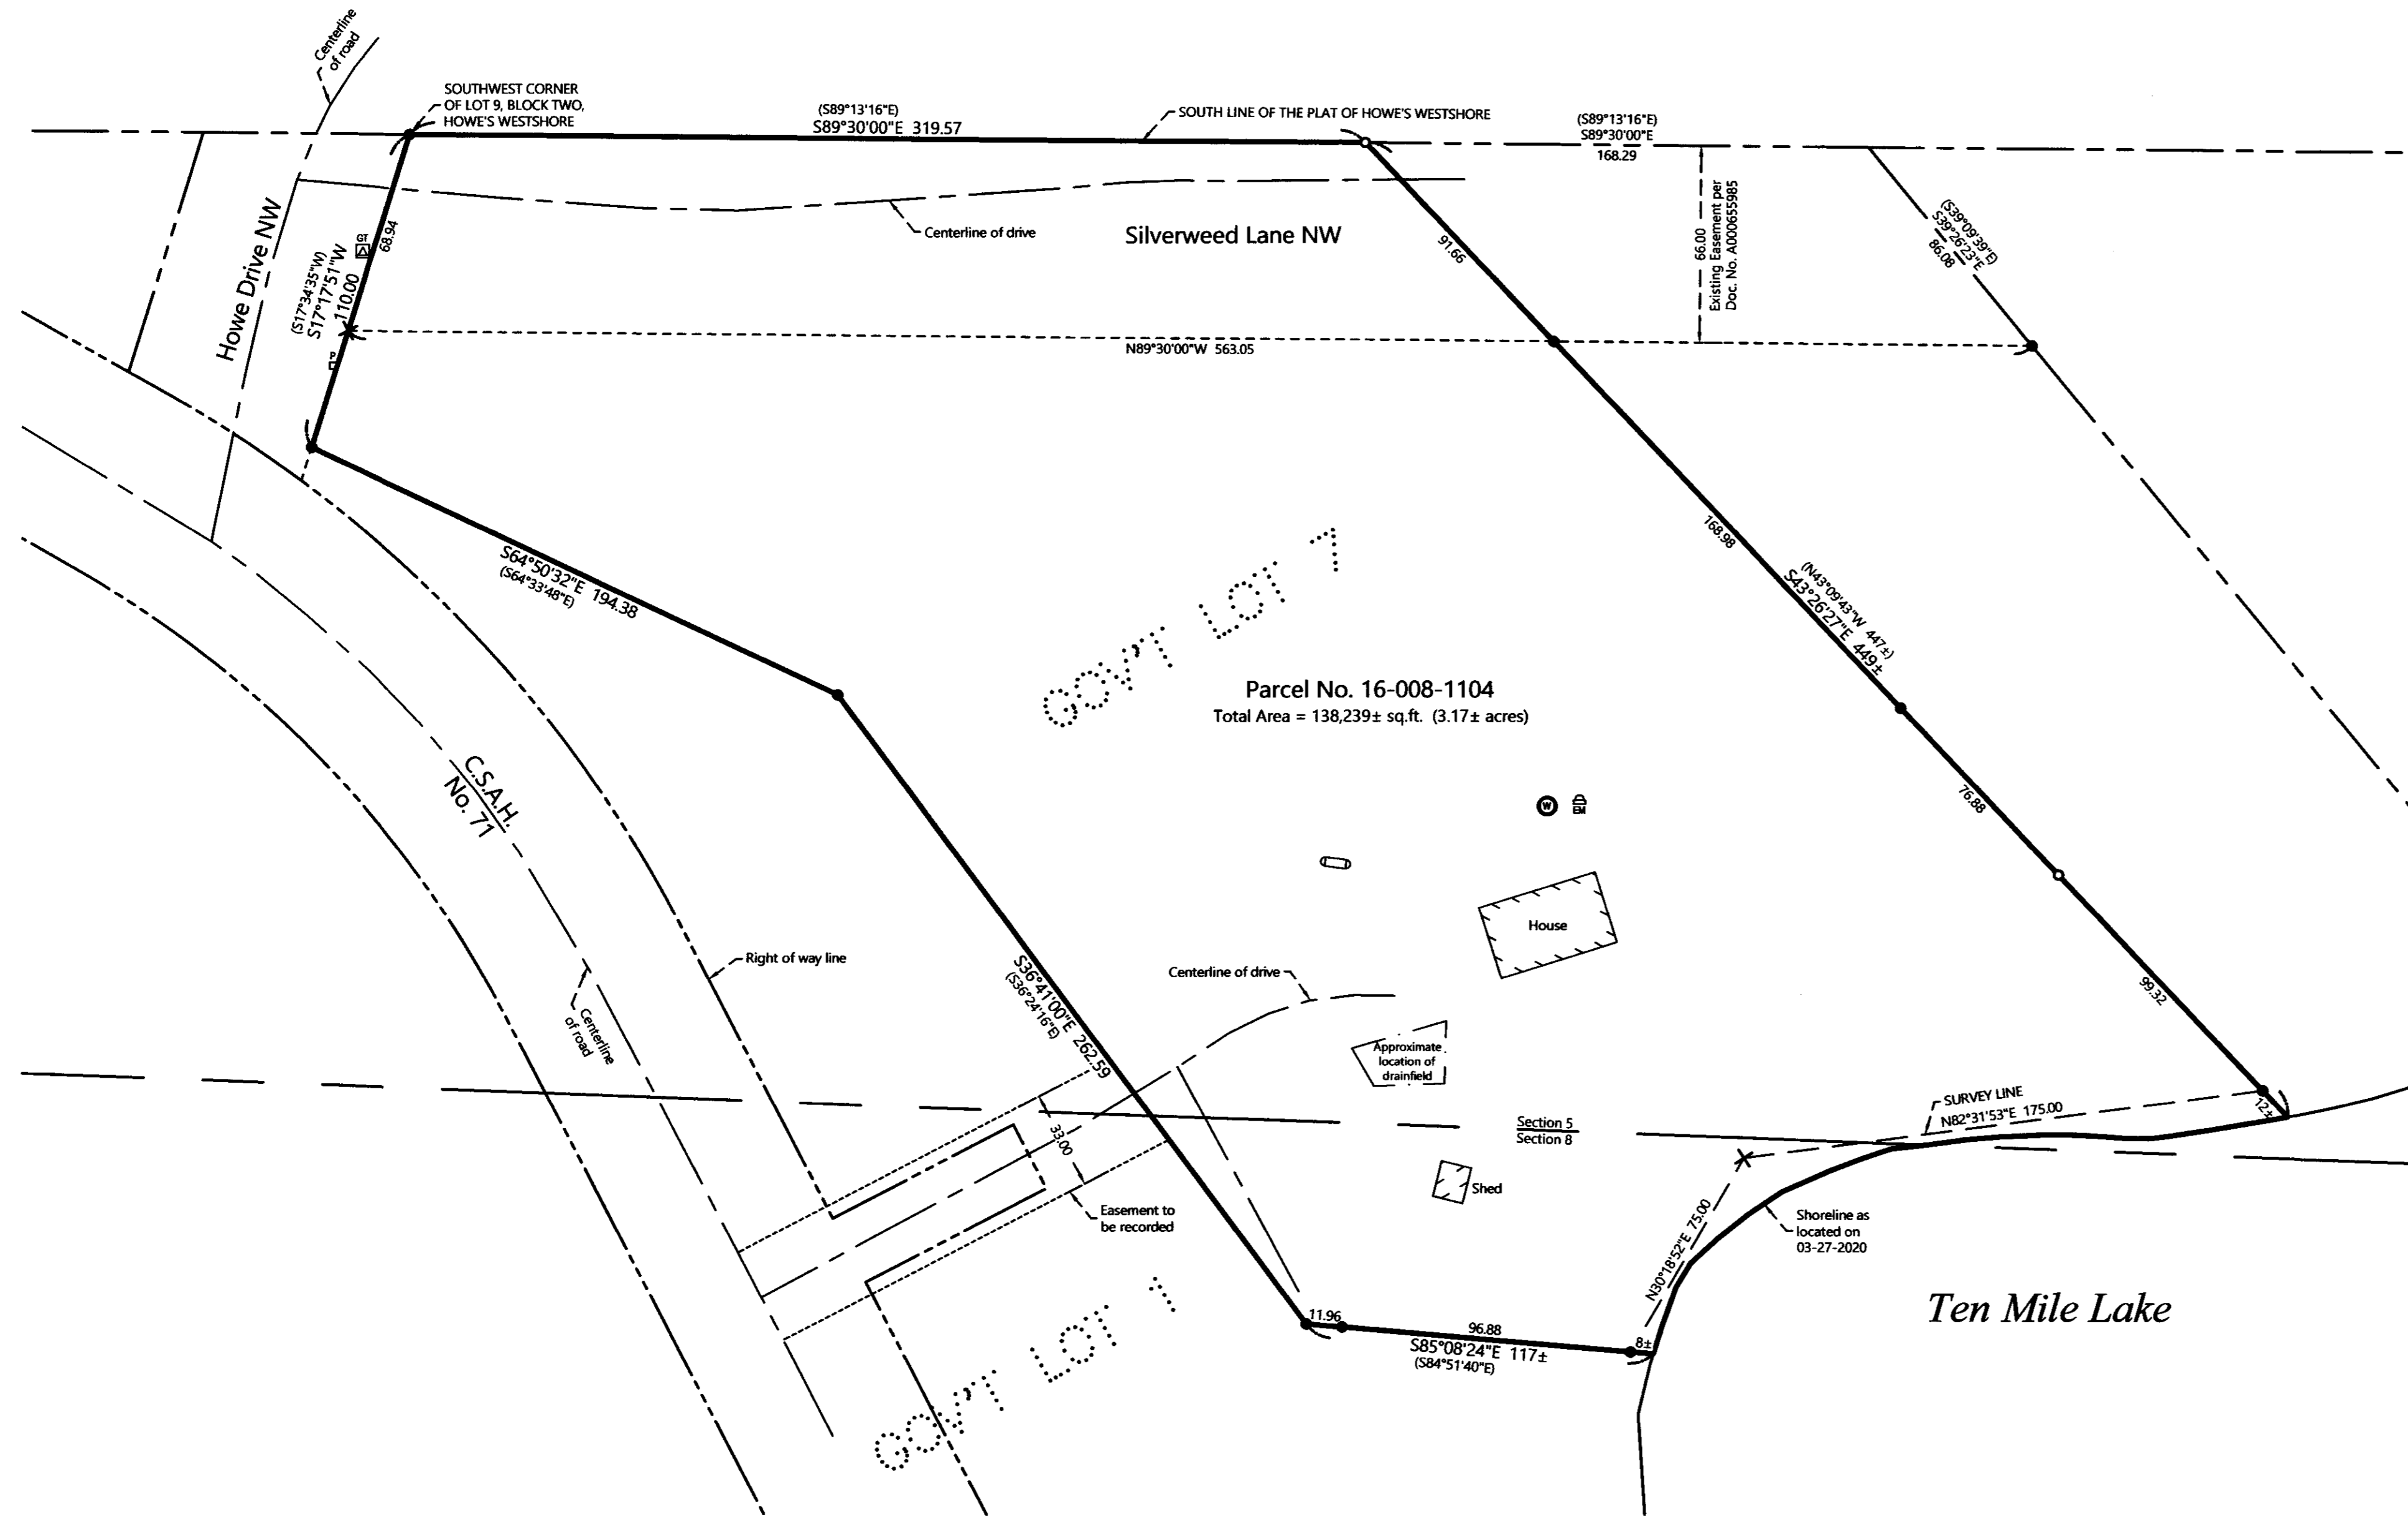 Centerline
of road
SOUTHWEST CORNER
OF LOT 9, BLOCK TWO,
HOWE'S WESTSHORE
(S89°13'16"E)
S89°30'00"E 319.57
SOUTH LINE OF THE PLAT OF HOWE'S WESTSHORE
(S89°13'16"E)
S89°30'00"E
168.29
Howe Drive NW
(S17°34'35"W)
S17°17'51"W
110.00
68.94
GT
P
Centerline of drive
Silverweed Lane NW
91.66
66.00
Existing Easement per
Doc. No. A000655985
(S39°09'39"E)
S39°26'23"E
86.08
N89°30'00"W 563.05
S64°50'32"E 194.38
(S64°33'48"E)
GOV'T LOT 7
168.98
(N43°09'43"W 447±)
S43°26'27"E 449±
Parcel No. 16-008-1104
Total Area = 138,239± sq.ft. (3.17± acres)
C.S.A.H.
No. 71
W
EM
76.88
House
Right of way line
S36°41'00"E 262.59
(S36°24'16"E)
Centerline of drive
99.32
Centerline
of road
Approximate
location of
drainfield
SURVEY LINE
N82°31'53"E 175.00
12±
33.00
Section 5
Section 8
Shed
Easement to
be recorded
N30°18'52"E 75.00
Shoreline as
located on
03-27-2020
Ten Mile Lake
11.96
96.88
8±
S85°08'24"E 117±
(S84°51'40"E)
GOV'T LOT 1